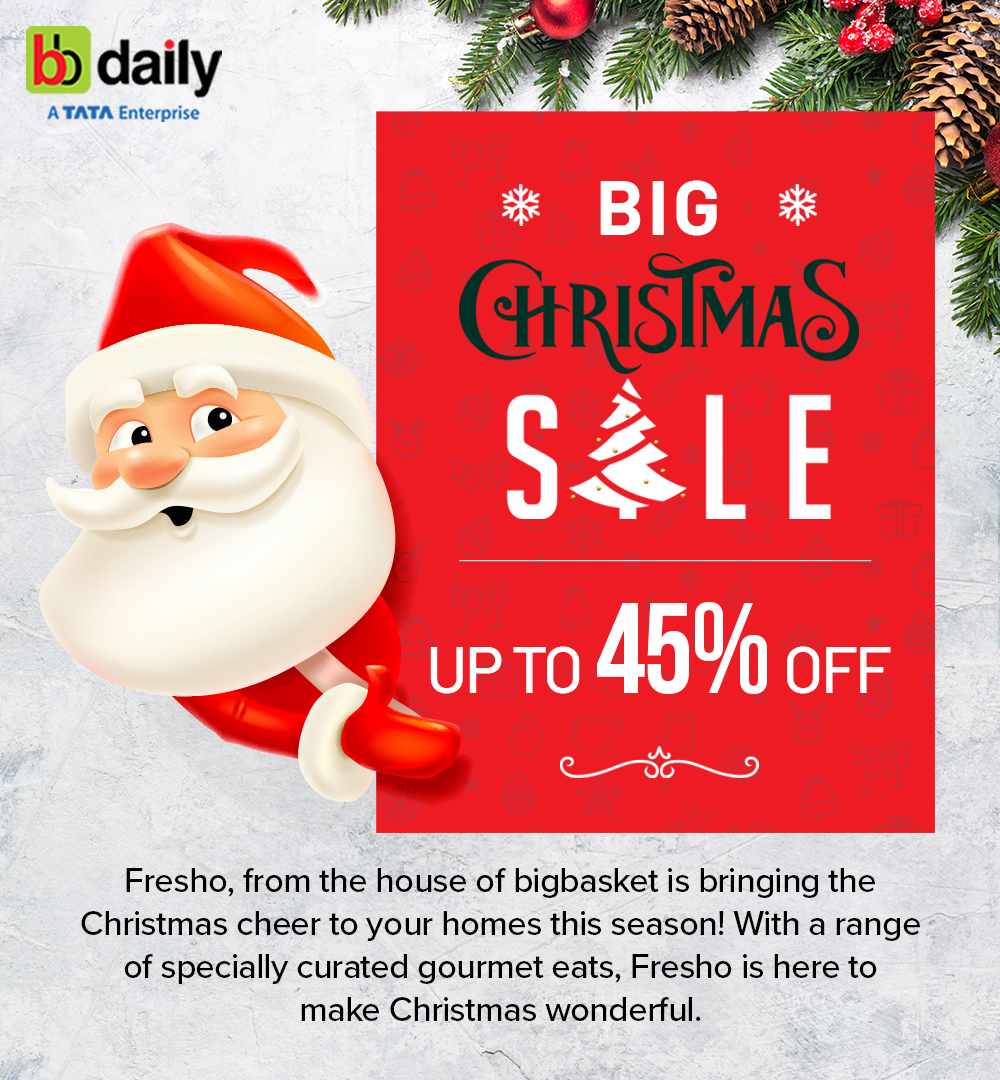 bb daily
A TATA Enterprise
BIG
CHRISTMAS
SALE
UP TO 45% OFF
Fresho, from the house of bigbasket is bringing the
Christmas cheer to your homes this season! With a range
of specially curated gourmet eats, Fresho is here to
make Christmas wonderful.